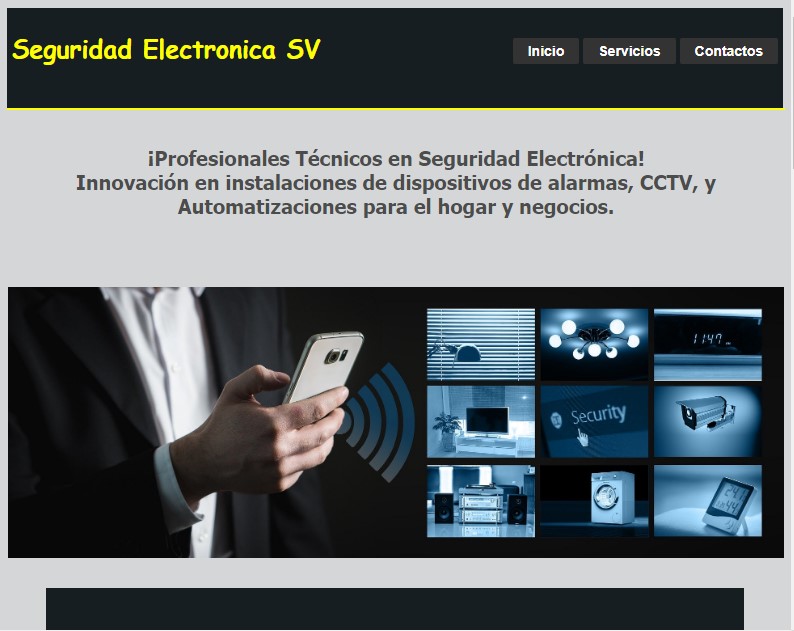 Seguridad Electronica SV
Inicio
Servicios
Contactos
¡Profesionales Técnicos en Seguridad Electrónica!
Innovación en instalaciones de dispositivos de alarmas, CCTV, y
Automatizaciones para el hogar y negocios.
11:47
Security